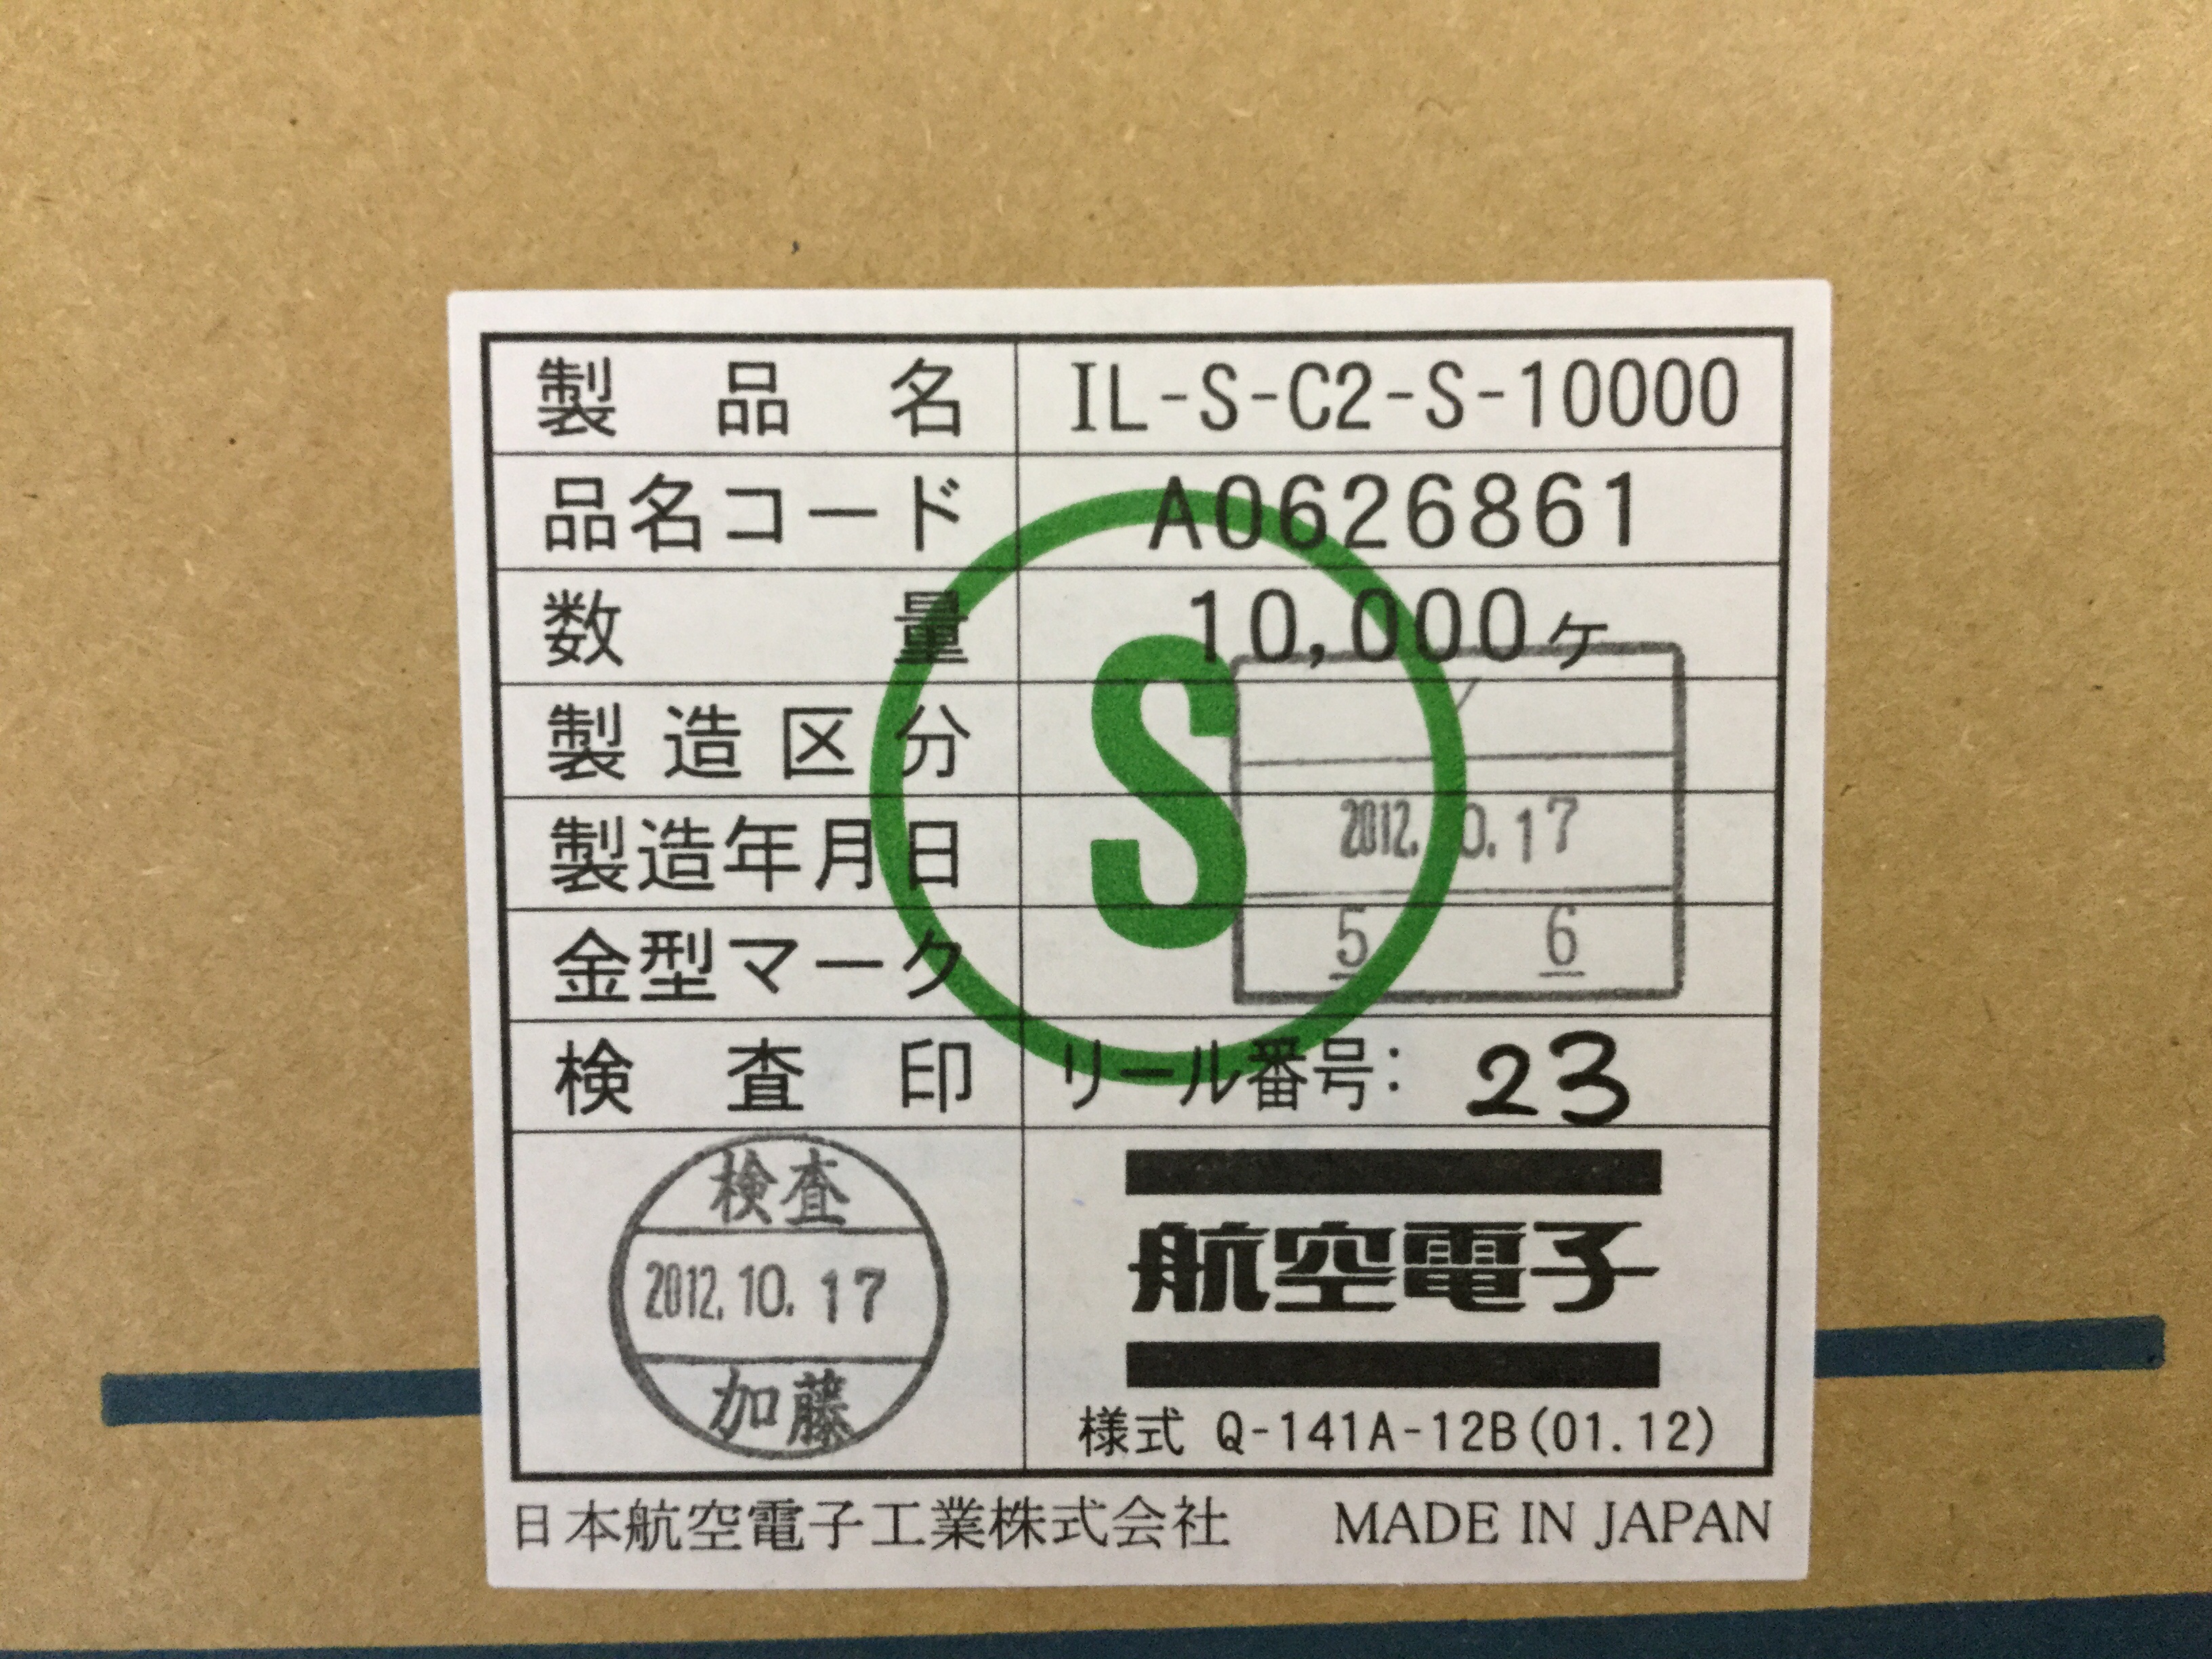 製品名 IL-S-C2-S-10000
品名コード A0626861
数量 10,000ヶ
製造区分
製造年月日 2012.10.17
金型マーク 5 6
検査印 リール番号: 23
S
検査
2012.10.17
加藤
航空電子
様式 Q-141A-12B(01.12)
日本航空電子工業株式会社 MADE IN JAPAN